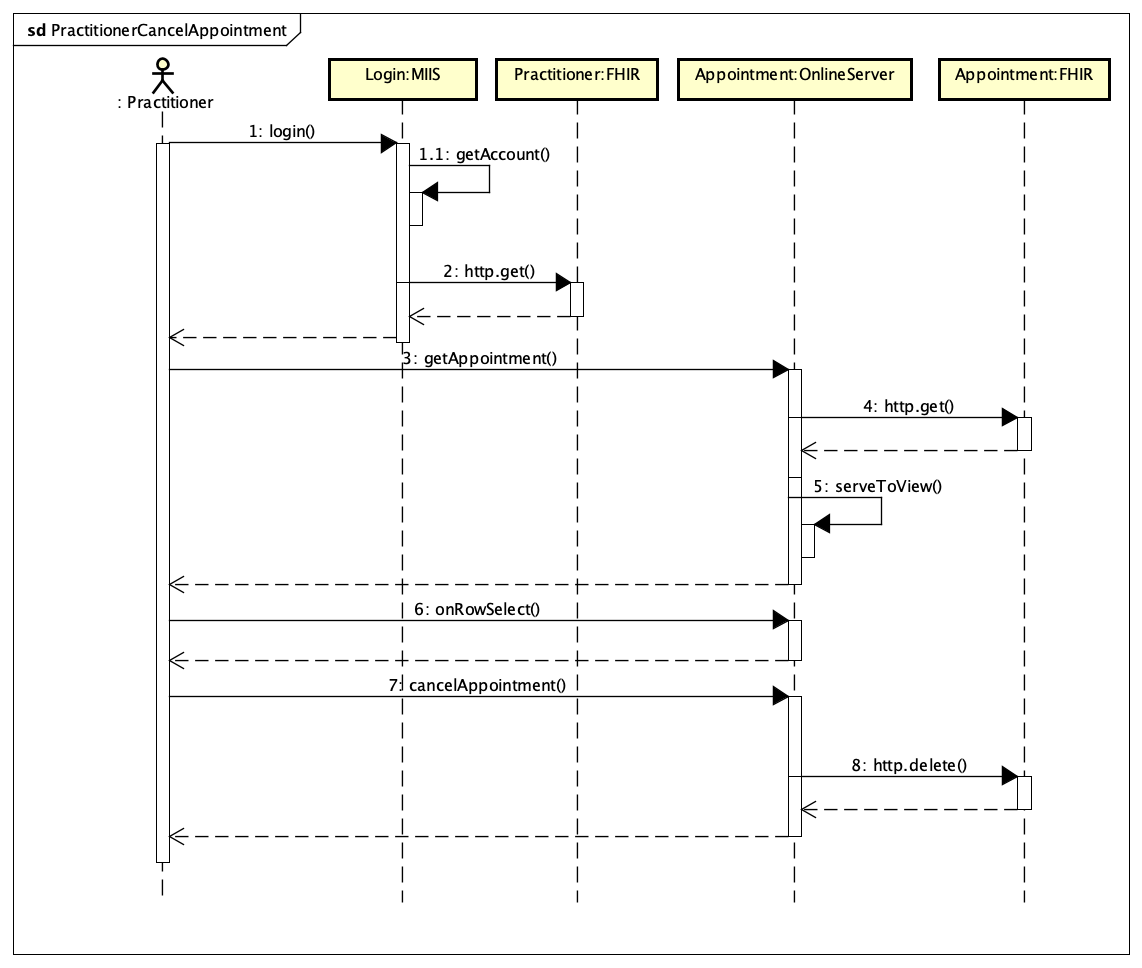 sd PractitionerCancelAppointment
: Practitioner
Login:MIIS
Practitioner:FHIR
Appointment:OnlineServer
Appointment:FHIR
1: login()
1.1: getAccount()
2: http.get()
3: getAppointment()
4: http.get()
5: serveToView()
6: onRowSelect()
7: cancelAppointment()
8: http.delete()